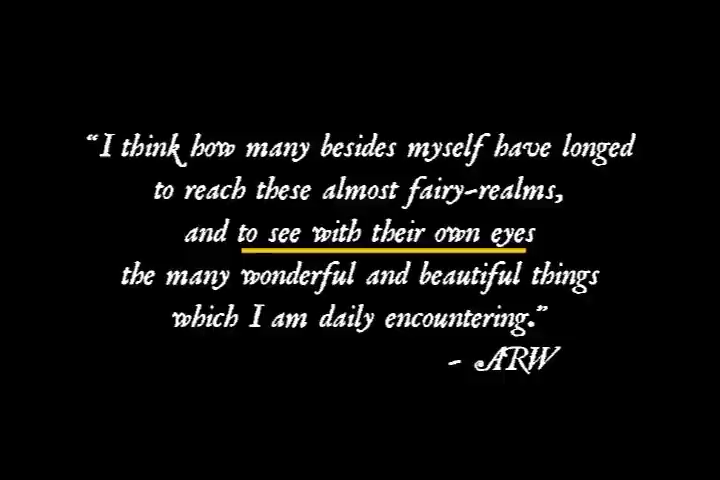 “I think how many besides myself have longed
to reach these almost fairy-realms,
and to see with their own eyes
the many wonderful and beautiful things
which I am daily encountering.”
- ARW